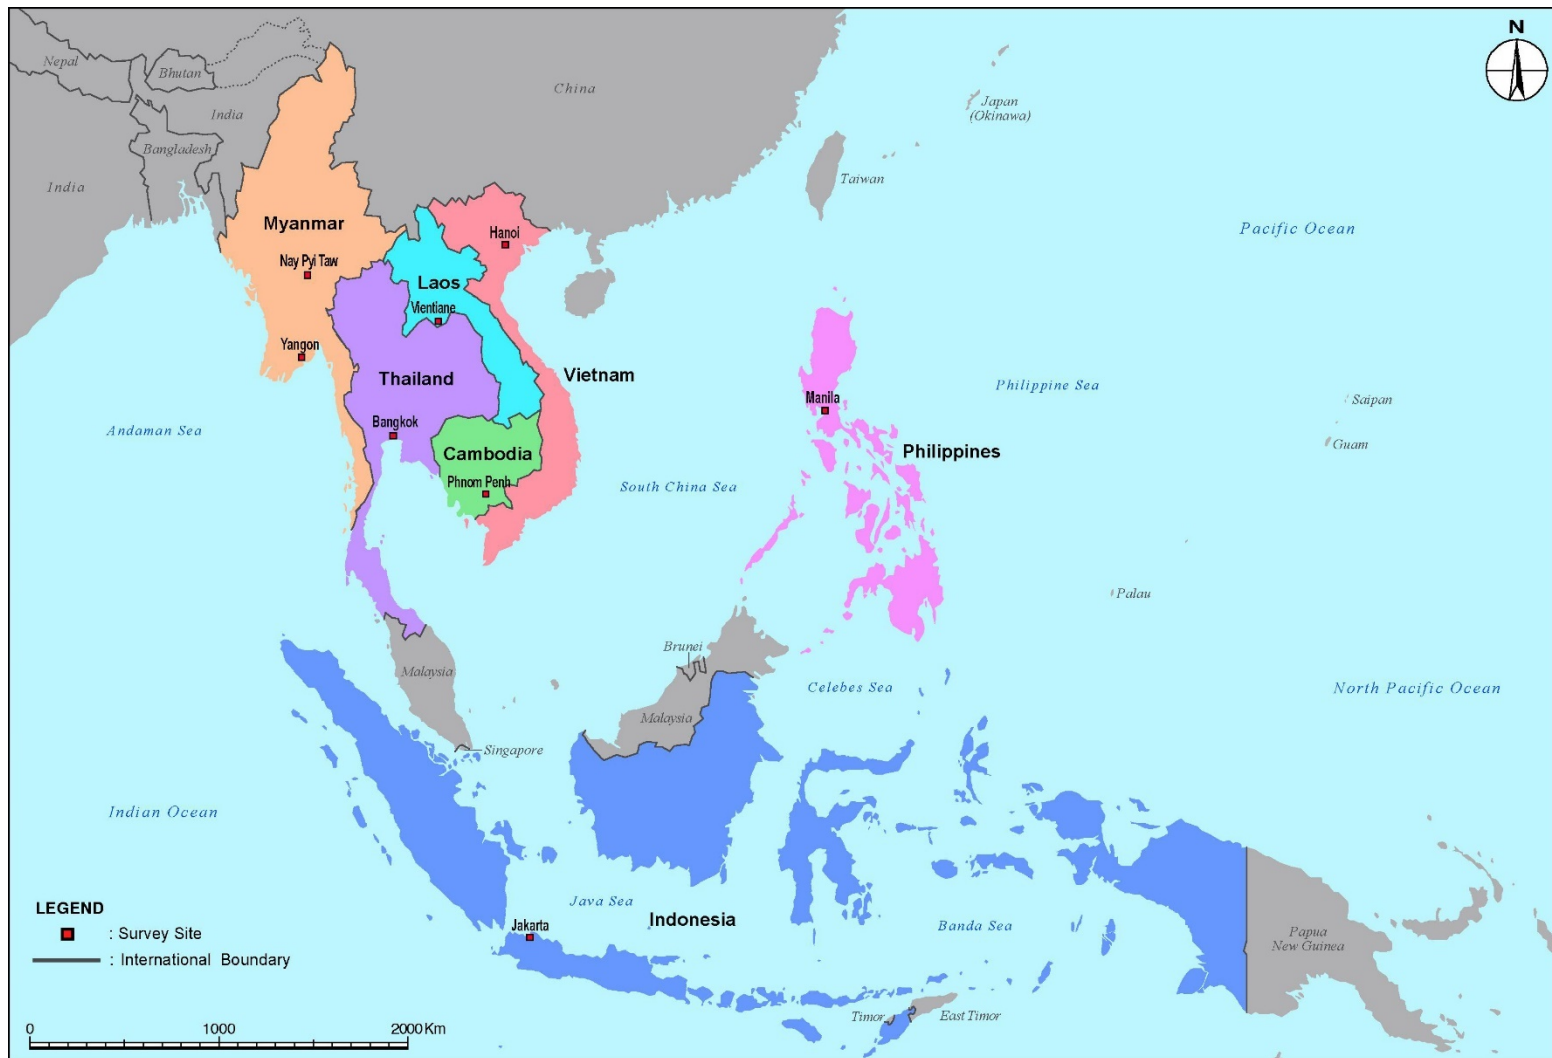 N
Nepal
Bhutan
China
India
Japan
(Okinawa)
Bangladesh
India
Taiwan
Myanmar
Hanoi
Pacific Ocean
Nay Pyi Taw
Laos
Vientiane
Yangon
Thailand
Vietnam
Philippine Sea
Manila
Saipan
Bangkok
Andaman Sea
Guam
Cambodia
Philippines
Phnom Penh
South China Sea
Palau
Brunei
Malaysia
Celebes Sea
North Pacific Ocean
Malaysia
Singapore
Indian Ocean
LEGEND
: Survey Site
: International Boundary
Java Sea
Indonesia
Jakarta
Banda Sea
Papua
New Guinea
Timor
East Timor
0 1000 2000 Km